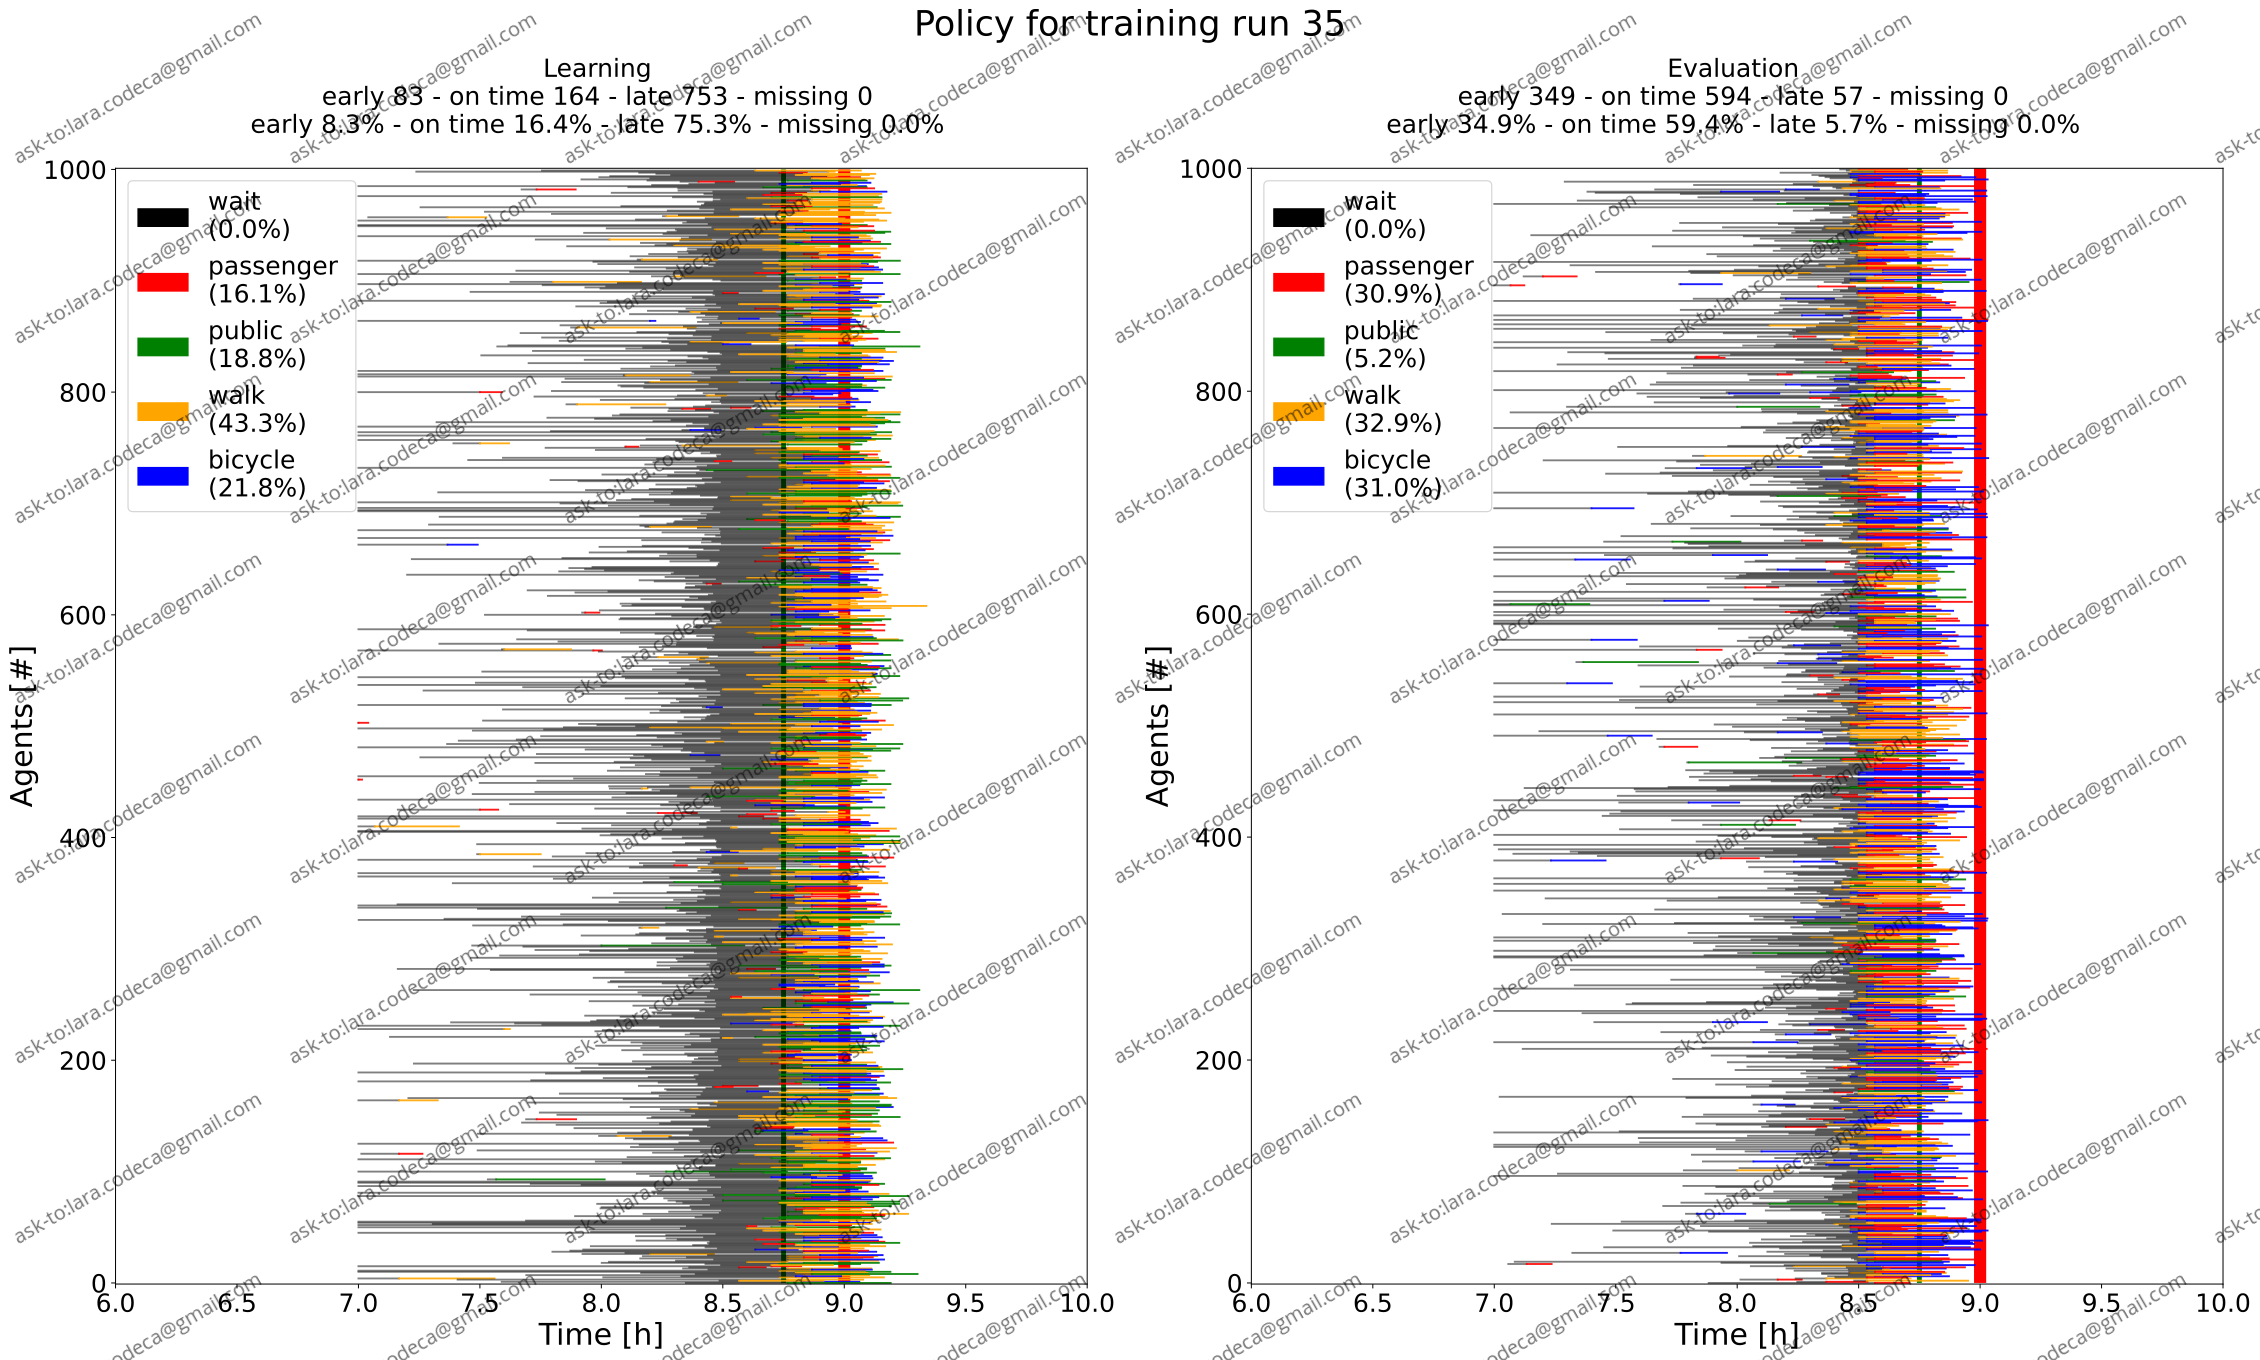 Policy for training run 35
Learning
early 83 - on time 164 - late 753 - missing 0
early 8.3% - on time 16.4% - late 75.3% - missing 0.0%
1000
800
600
400
200
0
Agents [#]
wait
(0.0%)
passenger
(16.1%)
public
(18.8%)
walk
(43.3%)
bicycle
(21.8%)
6.0 6.5 7.0 7.5 8.0 8.5 9.0 9.5 10.0
Time [h]
Evaluation
early 349 - on time 594 - late 57 - missing 0
early 34.9% - on time 59.4% - late 5.7% - missing 0.0%
1000
800
600
400
200
0
Agents [#]
wait
(0.0%)
passenger
(30.9%)
public
(5.2%)
walk
(32.9%)
bicycle
(31.0%)
6.0 6.5 7.0 7.5 8.0 8.5 9.0 9.5 10.0
Time [h]
ask-to:lara.codeca@gmail.com